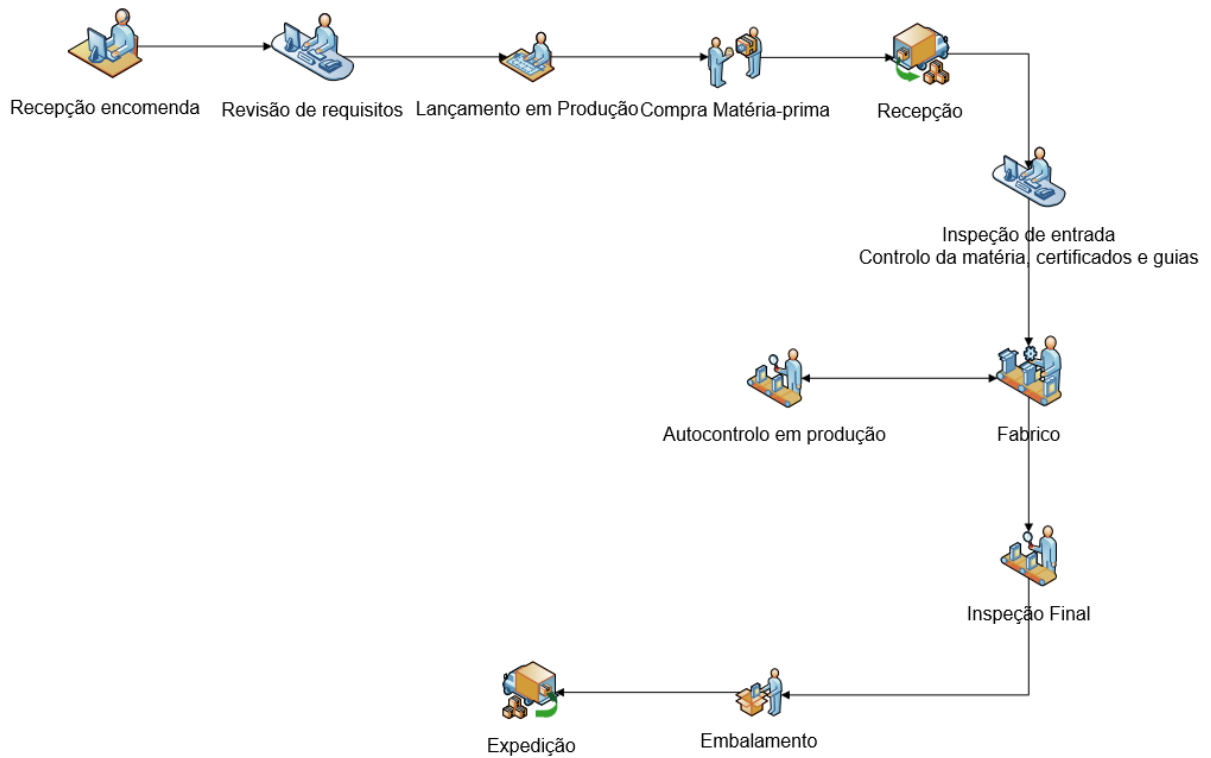 Recepção encomenda
Revisão de requisitos
Lançamento em Produção
Compra Matéria-prima
Recepção
Inspeção de entrada
Controlo da matéria, certificados e guias
Autocontrolo em produção
Fabrico
Inspeção Final
Expedição
Embalamento